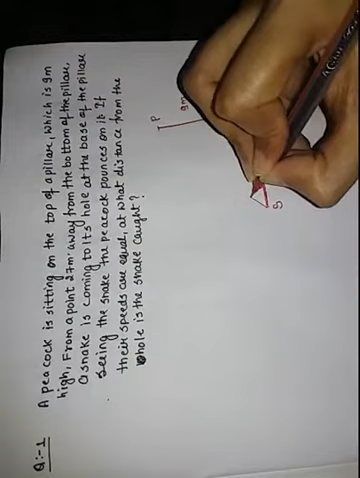 Q:-1 A peacock is sitting on the top of a pillar, which is 9m
high, From a point 27m away from the bottom of the pillar,
a snake is coming to It's hole at the base of the pillar
Seeing the snake the peacock pounces on it If
their speeds are equal, at what distance from the
hole is the snake caught?
P
9m
S